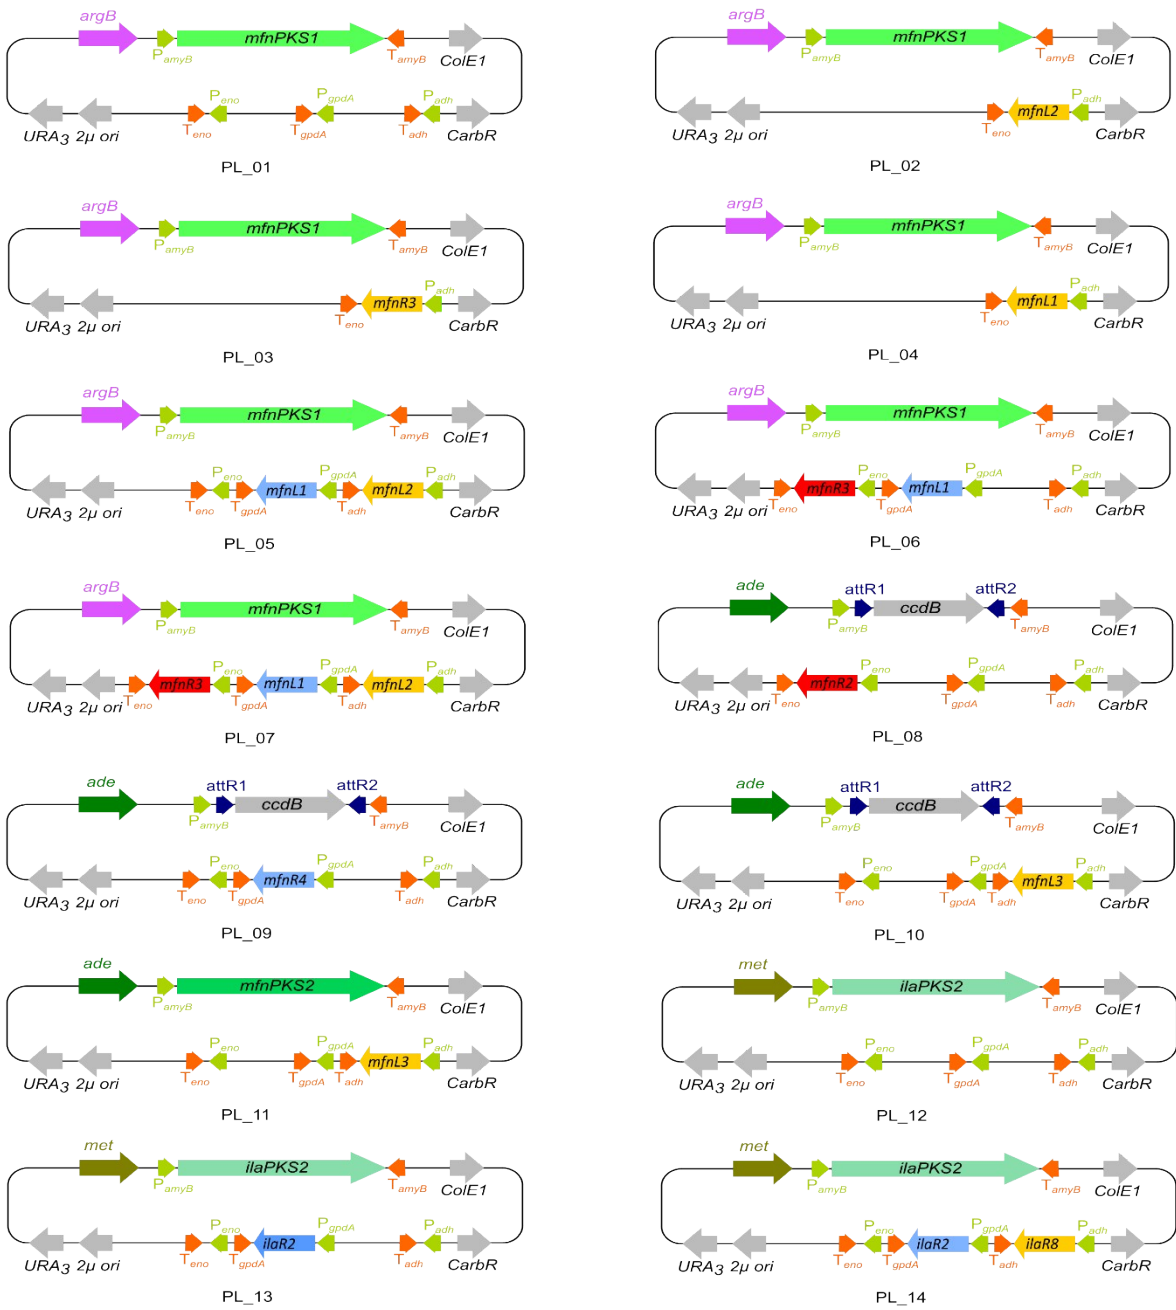 argB
mfnPKS1
PamyB
TamyB
ColE1
Peno
PgpdA
Padh
URA3 2μ ori
Teno
TgpdA
Tadh
CarbR
PL_01
argB
mfnPKS1
PamyB
TamyB
ColE1
Padh
mfnL2
URA3 2μ ori
Teno
CarbR
PL_02
argB
mfnPKS1
PamyB
TamyB
ColE1
Padh
mfnR3
URA3 2μ ori
Teno
CarbR
PL_03
argB
mfnPKS1
PamyB
TamyB
ColE1
Padh
mfnL1
URA3 2μ ori
Teno
CarbR
PL_04
argB
mfnPKS1
PamyB
TamyB
ColE1
Peno
PgpdA
Padh
mfnL1
mfnL2
URA3 2μ ori
Teno
TgpdA
Tadh
CarbR
PL_05
argB
mfnPKS1
PamyB
TamyB
ColE1
Peno
PgpdA
Padh
mfnR3
mfnL1
URA3 2μ ori
Teno
TgpdA
Tadh
CarbR
PL_06
argB
mfnPKS1
PamyB
TamyB
ColE1
Peno
PgpdA
Padh
mfnR3
mfnL1
mfnL2
URA3 2μ ori
Teno
TgpdA
Tadh
CarbR
PL_07
ade
attR1
attR2
ccdB
PamyB
TamyB
ColE1
Peno
PgpdA
Padh
mfnR2
URA3 2μ ori
Teno
TgpdA
Tadh
CarbR
PL_08
ade
attR1
attR2
ccdB
PamyB
TamyB
ColE1
Peno
PgpdA
Padh
mfnR4
URA3 2μ ori
Teno
TgpdA
Tadh
CarbR
PL_09
ade
attR1
attR2
ccdB
PamyB
TamyB
ColE1
Peno
PgpdA
Padh
mfnL3
URA3 2μ ori
Teno
TgpdA
Tadh
CarbR
PL_10
ade
mfnPKS2
PamyB
TamyB
ColE1
Peno
PgpdA
Padh
mfnL3
URA3 2μ ori
Teno
TgpdA
Tadh
CarbR
PL_11
met
ilaPKS2
PamyB
TamyB
ColE1
Peno
PgpdA
Padh
URA3 2μ ori
Teno
TgpdA
Tadh
CarbR
PL_12
met
ilaPKS2
PamyB
TamyB
ColE1
Peno
PgpdA
Padh
ilaR2
URA3 2μ ori
Teno
TgpdA
Tadh
CarbR
PL_13
met
ilaPKS2
PamyB
TamyB
ColE1
Peno
PgpdA
Padh
ilaR2
ilaR8
URA3 2μ ori
Teno
TgpdA
Tadh
CarbR
PL_14